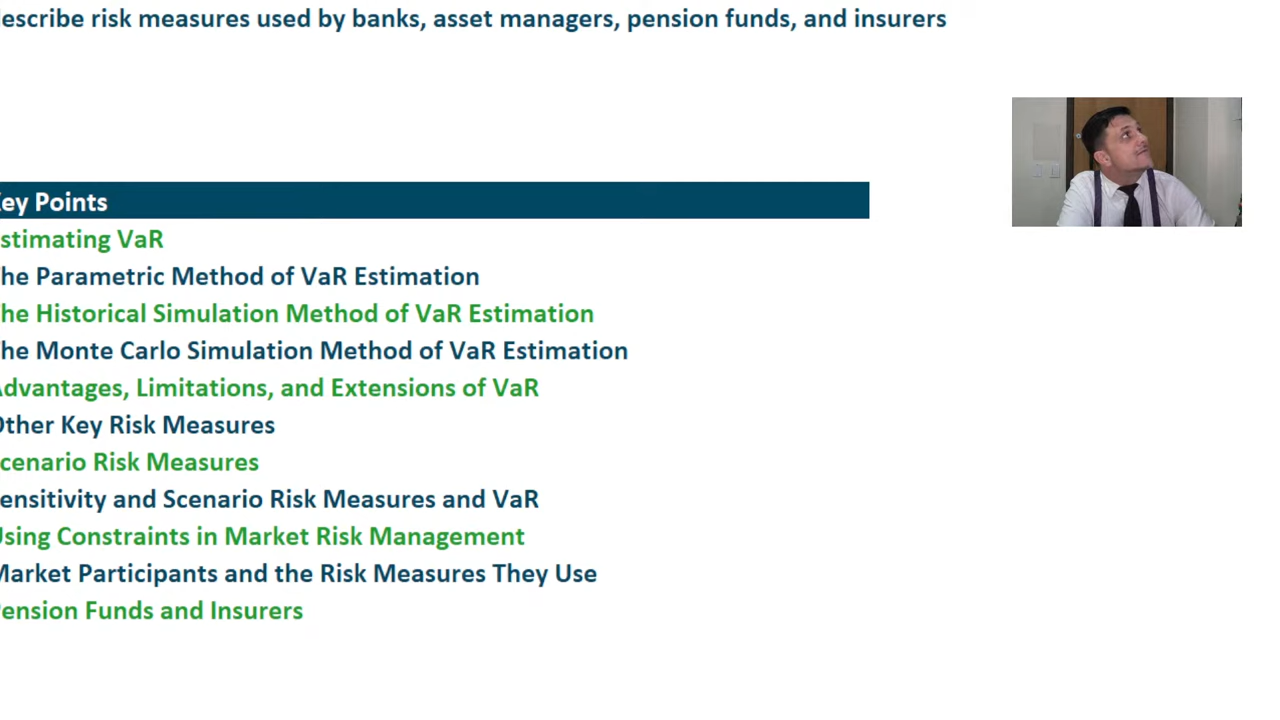 escribe risk measures used by banks, asset managers, pension funds, and insurers
ey Points
stimating VaR
he Parametric Method of VaR Estimation
he Historical Simulation Method of VaR Estimation
he Monte Carlo Simulation Method of VaR Estimation
Advantages, Limitations, and Extensions of VaR
Other Key Risk Measures
cenario Risk Measures
ensitivity and Scenario Risk Measures and VaR
Using Constraints in Market Risk Management
Market Participants and the Risk Measures They Use
ension Funds and Insurers